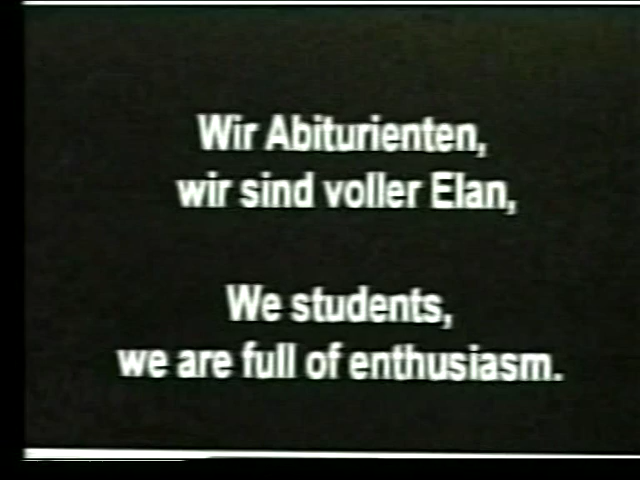 Wir Abiturienten,
wir sind voller Elan,
We students,
we are full of enthusiasm.